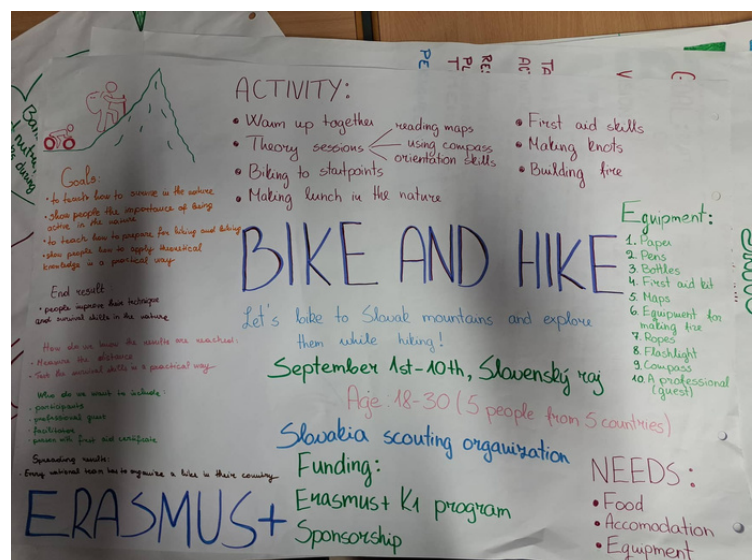 ACTIVITY:
• Warm up together
• Theory sessions
reading maps
using compass
orientation skills
• Biking to startpoints
• Making lunch in the nature
• First aid skills
• Making knots
• Building fire
Goals:
• to teach how to survive in the nature
• show people the importance of being
active in the nature
• to teach how to prepare for hiking and biking
• show people how to apply theoretical
knowledge in a practical way
End result
• people improve their technique
and survival skills in the nature
How do we know the results are reached:
- Measure the distance
- Test the survival skills in a practical way
Who do we want to include:
- participants
- professional guest
- facilitators
- person with first aid certificate
Spreading results:
- Every national team has to organize a hike in their country
ERASMUS+
BIKE AND HIKE
Let's bike to Slovak mountains and explore
them while hiking!
September 1st-10th, Slovenský raj
Age: 18-30 (5 people from 5 countries)
Slovakia scouting organization
Funding:
Erasmus+ K1 program
Sponsorship
Equipment:
1. Paper
2. Pens
3. Bottles
4. First aid kit
5. Maps
6. Equipment for
making fire
7. Ropes
8. Flashlight
9. Compass
10. A professional
(guest)
NEEDS:
• Food
• Accomodation
• Equipment